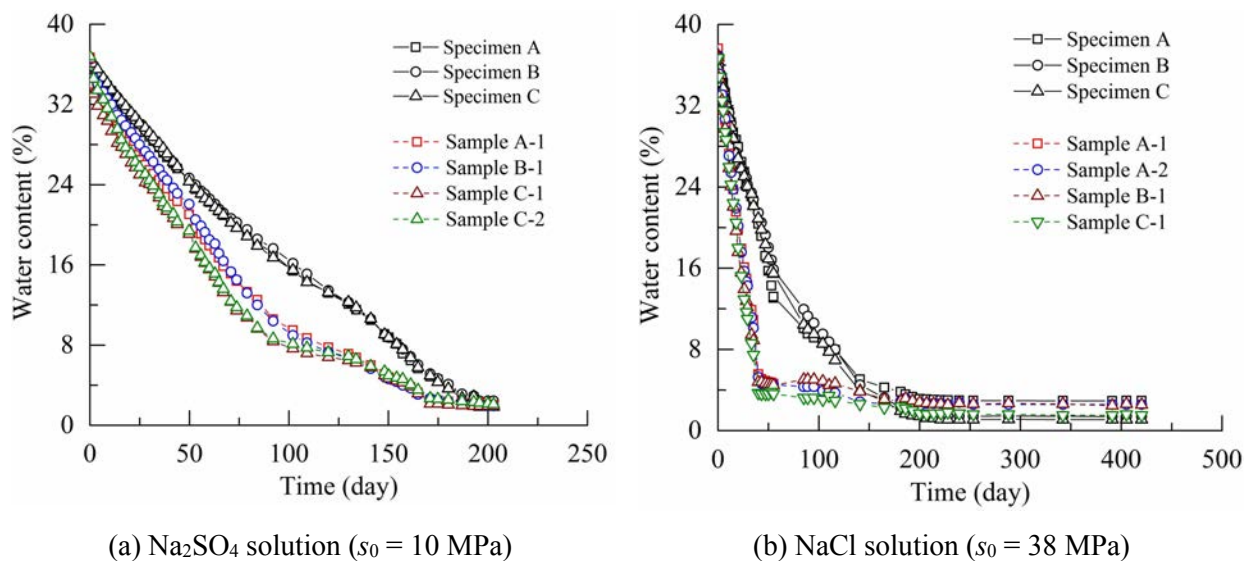 40
32
24
16
8
0
Water content (%)
0 50 100 150 200 250
Time (day)
Specimen A
Specimen B
Specimen C
Sample A-1
Sample B-1
Sample C-1
Sample C-2
(a) Na₂SO₄ solution (s₀ = 10 MPa)
40
32
24
16
8
0
Water content (%)
0 100 200 300 400 500
Time (day)
Specimen A
Specimen B
Specimen C
Sample A-1
Sample A-2
Sample B-1
Sample C-1
(b) NaCl solution (s₀ = 38 MPa)